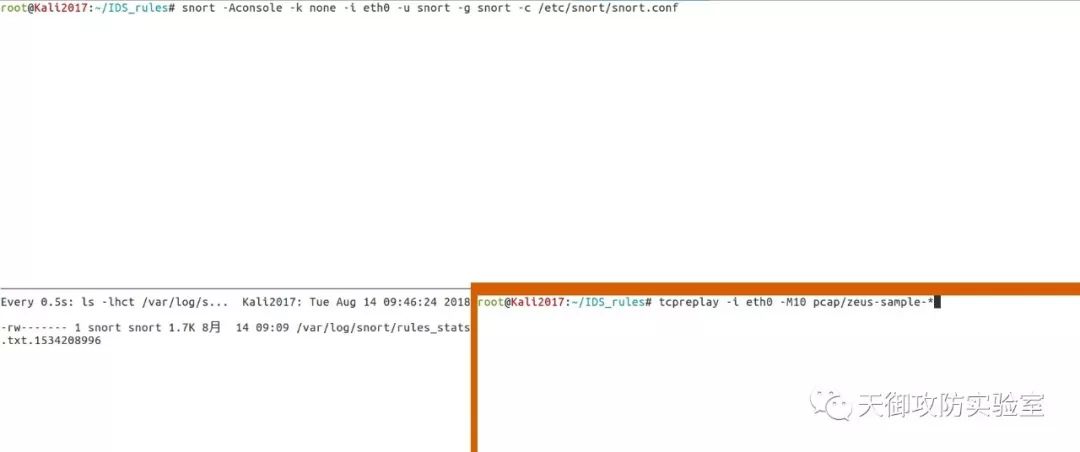 root@Kali2017:~/IDS_rules# snort -Aconsole -k none -i eth0 -u snort -g snort -c /etc/snort/snort.conf
Every 0.5s: ls -lhct /var/log/s...  Kali2017: Tue Aug 14 09:46:24 2018
-rw------- 1 snort snort 1.7K 8月  14 09:09 /var/log/snort/rules_stats
.txt.1534208996
root@Kali2017:~/IDS_rules# tcpreplay -i eth0 -M10 pcap/zeus-sample-*
天御攻防实验室